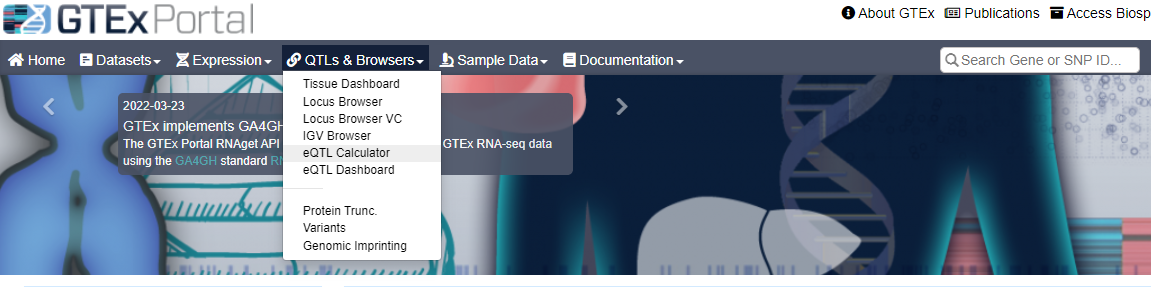 GTEx Portal
About GTEx Publications Access Biosp
Home Datasets Expression QTLs & Browsers Sample Data Documentation Search Gene or SNP ID...
Tissue Dashboard
Locus Browser
Locus Browser VC
IGV Browser
eQTL Calculator
eQTL Dashboard
Protein Trunc.
Variants
Genomic Imprinting
2022-03-23
GTEx implements GA4GH
The GTEx Portal RNAget API GTEx RNA-seq data
using the GA4GH standard